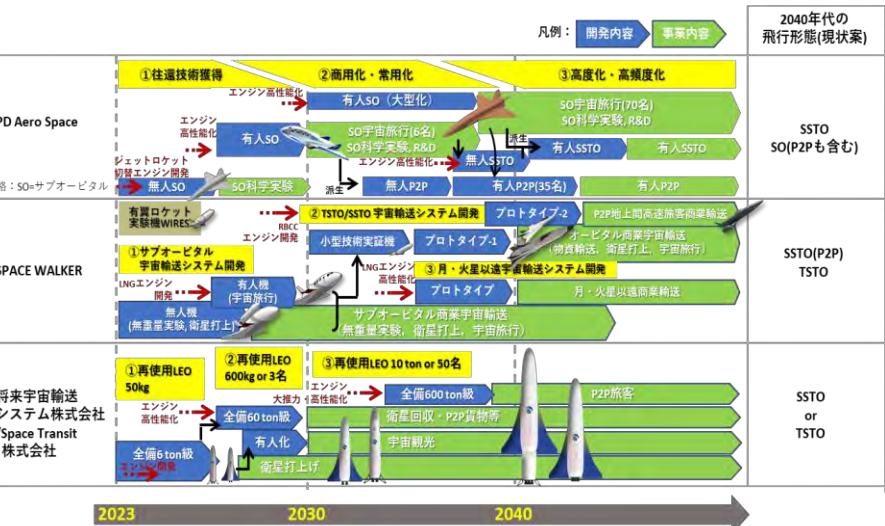 凡例:
開発内容
事業内容
2040年代の
飛行形態(現状案)
PD Aero Space
①往還技術獲得
②商用化・常用化
③高度化・高頻度化
エンジン高性能化
有人SO(大型化)
エンジン
高性能化
有人SO
SO宇宙旅行(6名)
SO科学実験, R&D
SO宇宙旅行(70名)
SO科学実験, R&D
派生
エンジン高性能化
無人SSTO
有人SSTO
有人SSTO
ジェットロケット
切替エンジン開発
略:SO=サブオービタル
無人SO
SO科学実験
派生
無人P2P
有人P2P(35名)
有人P2P
SSTO
SO(P2Pも含む)
SPACE WALKER
有翼ロケット
実験機WIRES
RBCC
エンジン開発
②TSTO/SSTO 宇宙輸送システム開発
プロトタイプ-2
P2P地上間高速旅客商業輸送
小型技術実証機
プロトタイプ-1
オービタル商業宇宙輸送
(物資輸送、衛星打上、宇宙旅行)
①サブオービタル
宇宙輸送システム開発
LNGエンジン
開発
有人機
(宇宙旅行)
LNGエンジン
高性能化
③月・火星以遠宇宙輸送システム開発
プロトタイプ
月・火星以遠商業輸送
無人機
(無重量実験, 衛星打上)
サブオービタル商業宇宙輸送
(無重量実験、衛星打上、宇宙旅行)
SSTO(P2P)
TSTO
将来宇宙輸送
システム株式会社
/Space Transit
株式会社
①再使用LEO
50kg
②再使用LEO
600kg or 3名
③再使用LEO 10 ton or 50名
エンジン
高性能化
大推力・
エンジン
高性能化
全備600 ton級
P2P旅客
全備60 ton級
衛星回収・P2P貨物等
有人化
宇宙観光
全備6 ton級
エンジン開発
衛星打上げ
SSTO
or
TSTO
2023
2030
2040